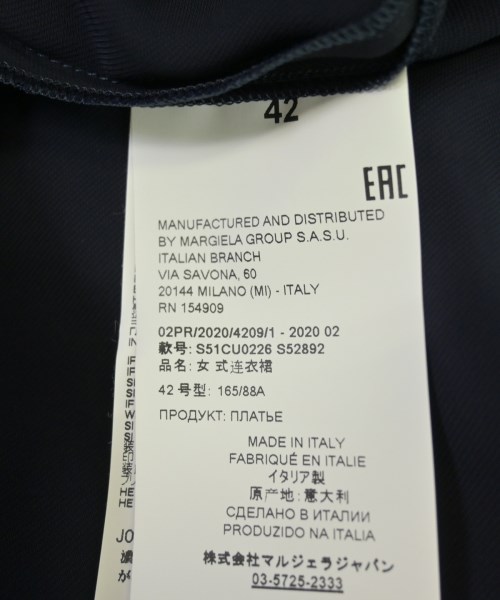 42
EAC
MANUFACTURED AND DISTRIBUTED
BY MARGIELA GROUP S.A.S.U.
ITALIAN BRANCH
VIA SAVONA, 60
20144 MILANO (MI) - ITALY
RN 154909
02PR/2020/4209/1 - 2020 02
款号: S51CU0226 S52892
品名: 女 式连衣裙
42 号型: 165/88A
ПРОДУКТ: ПЛАТЬЕ
MADE IN ITALY
FABRIQUÉ EN ITALIE
イタリア製
原产地: 意大利
СДЕЛАНО В ИТАЛИИ
PRODUZIDO NA ITALIA
株式会社マルジェラジャパン
03-5725-2333